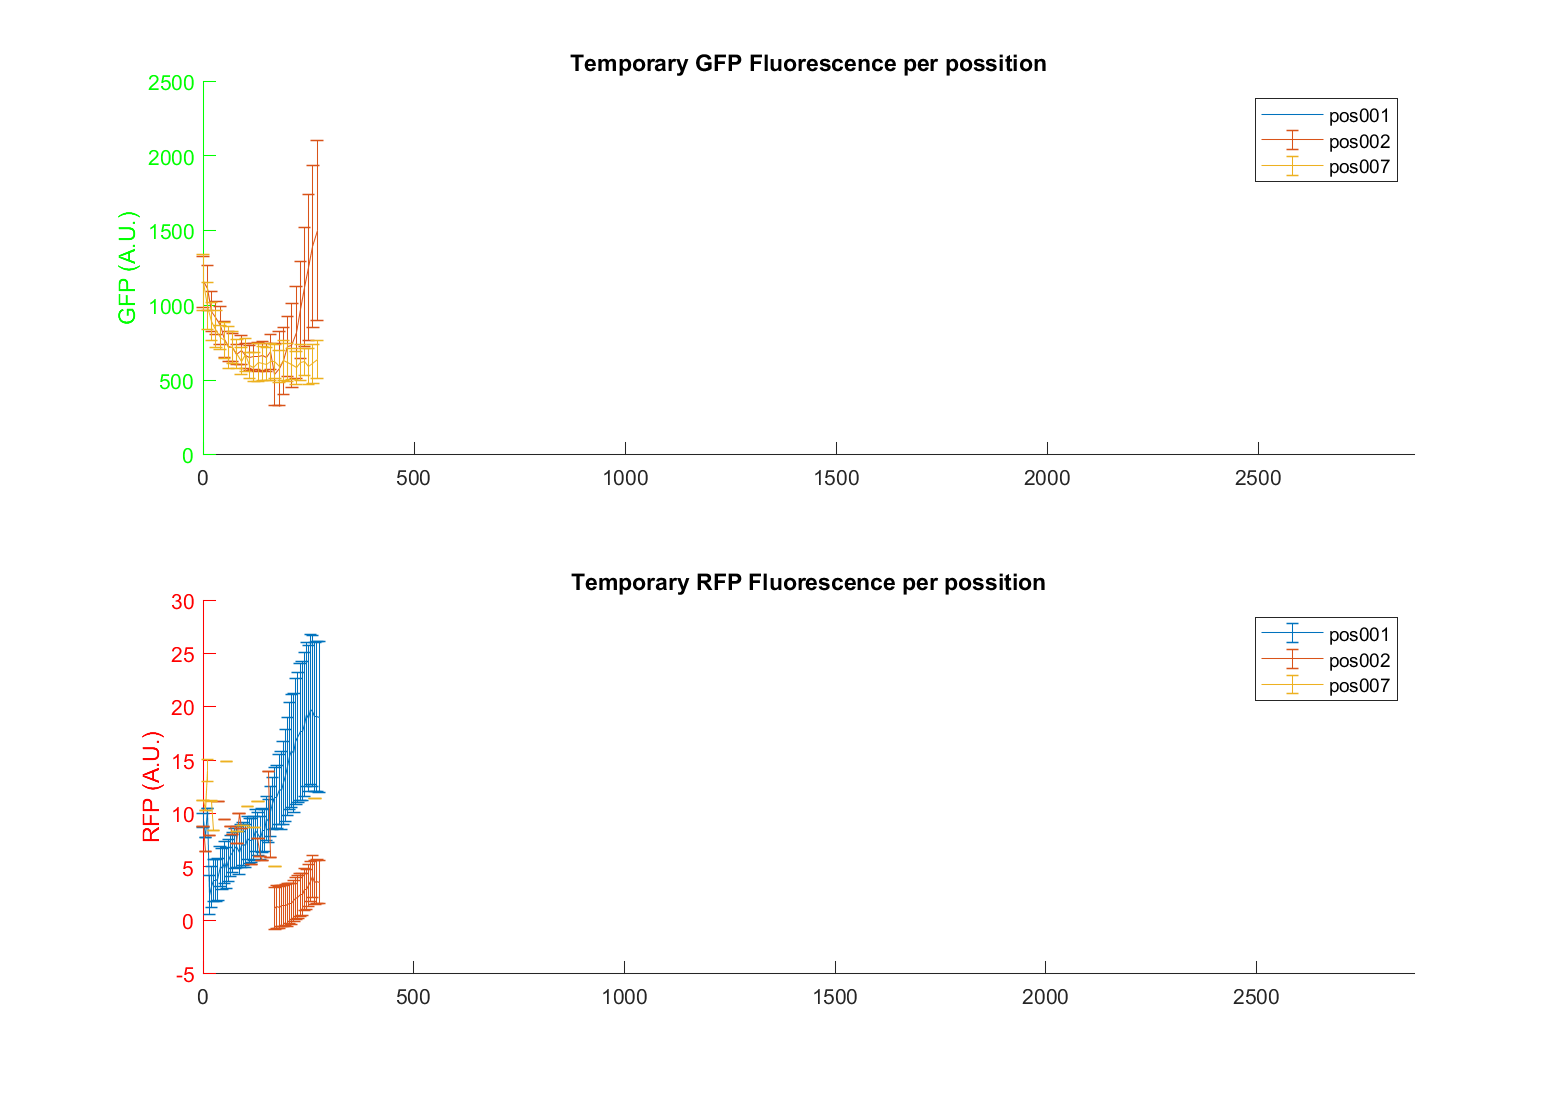 Temporary GFP Fluorescence per possition
2500
2000
1500
1000
500
0
GFP (A.U.)
pos001
pos002
pos007
0 500 1000 1500 2000 2500
Temporary RFP Fluorescence per possition
30
25
20
15
10
5
0
-5
RFP (A.U.)
pos001
pos002
pos007
0 500 1000 1500 2000 2500